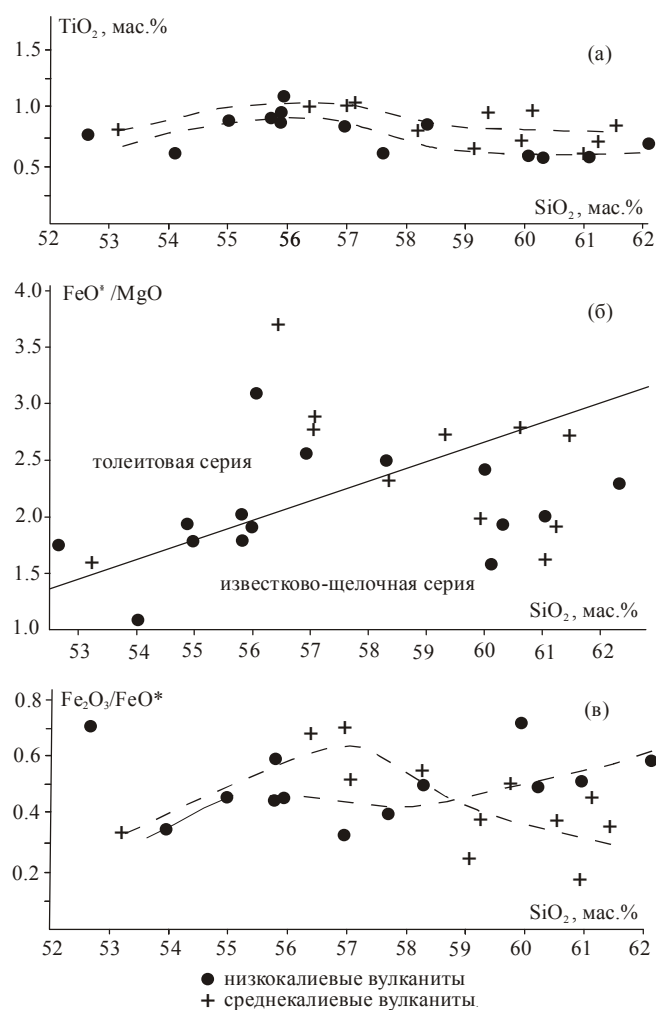 TiO₂, мас.%
1.5
(а)
1.0
0.5
SiO₂, мас.%
52 53 54 55 56 57 58 59 60 61 62
4.0
FeO* /MgO
(б)
3.5
3.0
2.5
толеитовая серия
2.0
1.5
известково-щелочная серия
SiO₂, мас.%
1.0
53 54 55 56 57 58 59 60 61 62
0.8
Fe₂O₃/FeO*
(в)
0.6
0.4
0.2
SiO₂, мас.%
52 53 54 55 56 57 58 59 60 61 62
● низкокалиевые вулканиты
+ среднекалиевые вулканиты.